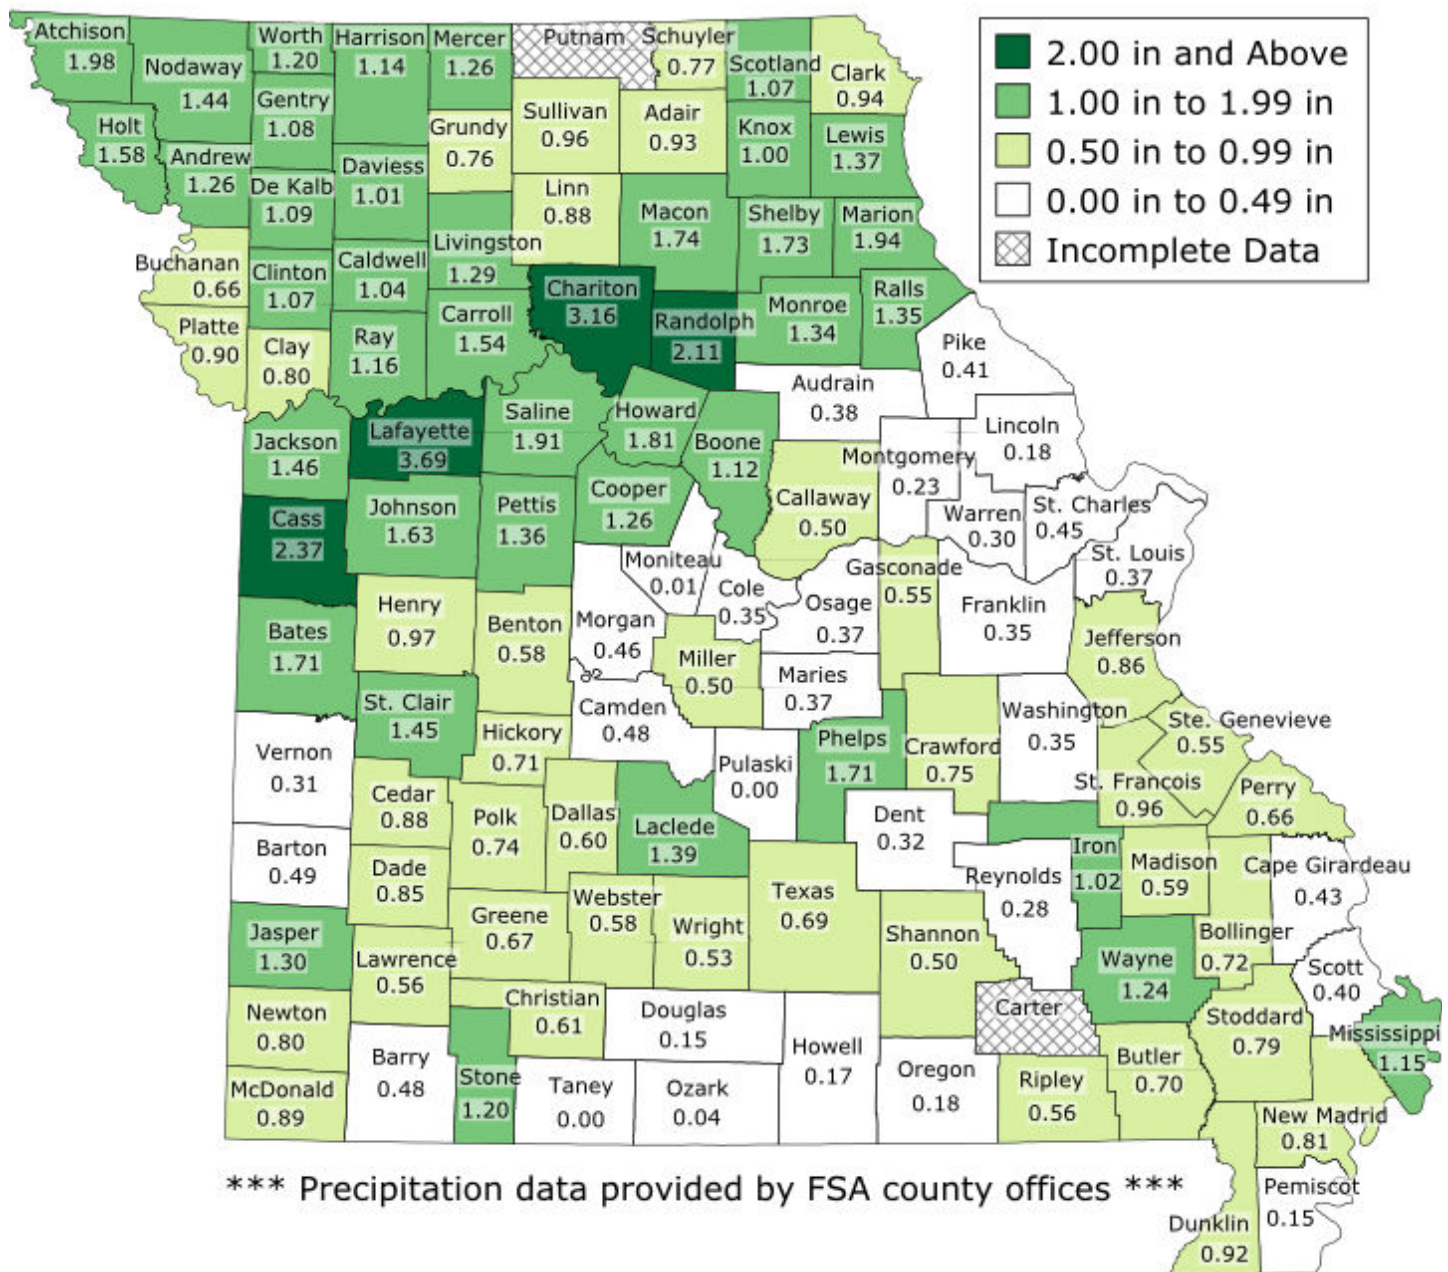 Atchison
1.98
Nodaway
1.44
Worth
1.20
Harrison
1.14
Mercer
1.26
Putnam
Schuyler
0.77
Scotland
1.07
Clark
0.94
2.00 in and Above
1.00 in to 1.99 in
0.50 in to 0.99 in
0.00 in to 0.49 in
Incomplete Data
Holt
1.58
Andrew
1.26
Gentry
1.08
De Kalb
1.09
Daviess
1.01
Grundy
0.76
Sullivan
0.96
Adair
0.93
Knox
1.00
Lewis
1.37
Linn
0.88
Macon
1.74
Shelby
1.73
Marion
1.94
Buchanan
0.66
Clinton
1.07
Caldwell
1.04
Livingston
1.29
Chariton
3.16
Randolph
2.11
Monroe
1.34
Ralls
1.35
Platte
0.90
Clay
0.80
Ray
1.16
Carroll
1.54
Pike
0.41
Audrain
0.38
Jackson
1.46
Lafayette
3.69
Saline
1.91
Howard
1.81
Boone
1.12
Callaway
0.50
Montgomery
0.23
Lincoln
0.18
Warren
0.30
St. Charles
0.45
St. Louis
0.37
Cass
2.37
Johnson
1.63
Pettis
1.36
Cooper
1.26
Moniteau
0.01
Cole
0.35
Osage
0.37
Gasconade
0.55
Franklin
0.35
Jefferson
0.86
Bates
1.71
Henry
0.97
Benton
0.58
Morgan
0.46
Miller
0.50
Maries
0.37
St. Clair
1.45
Hickory
0.71
Camden
0.48
Pulaski
0.00
Phelps
1.71
Crawford
0.75
Washington
0.35
Ste. Genevieve
0.55
St. Francois
0.96
Perry
0.66
Vernon
0.31
Cedar
0.88
Polk
0.74
Dallas
0.60
Laclede
1.39
Dent
0.32
Iron
1.02
Madison
0.59
Cape Girardeau
0.43
Barton
0.49
Dade
0.85
Greene
0.67
Webster
0.58
Wright
0.53
Texas
0.69
Reynolds
0.28
Shannon
0.50
Wayne
1.24
Bollinger
0.72
Scott
0.40
Jasper
1.30
Lawrence
0.56
Christian
0.61
Douglas
0.15
Howell
0.17
Carter
Stoddard
0.79
Mississippi
1.15
Newton
0.80
McDonald
0.89
Barry
0.48
Stone
1.20
Taney
0.00
Ozark
0.04
Oregon
0.18
Ripley
0.56
Butler
0.70
New Madrid
0.81
Pemiscot
0.15
Dunklin
0.92
*** Precipitation data provided by FSA county offices ***